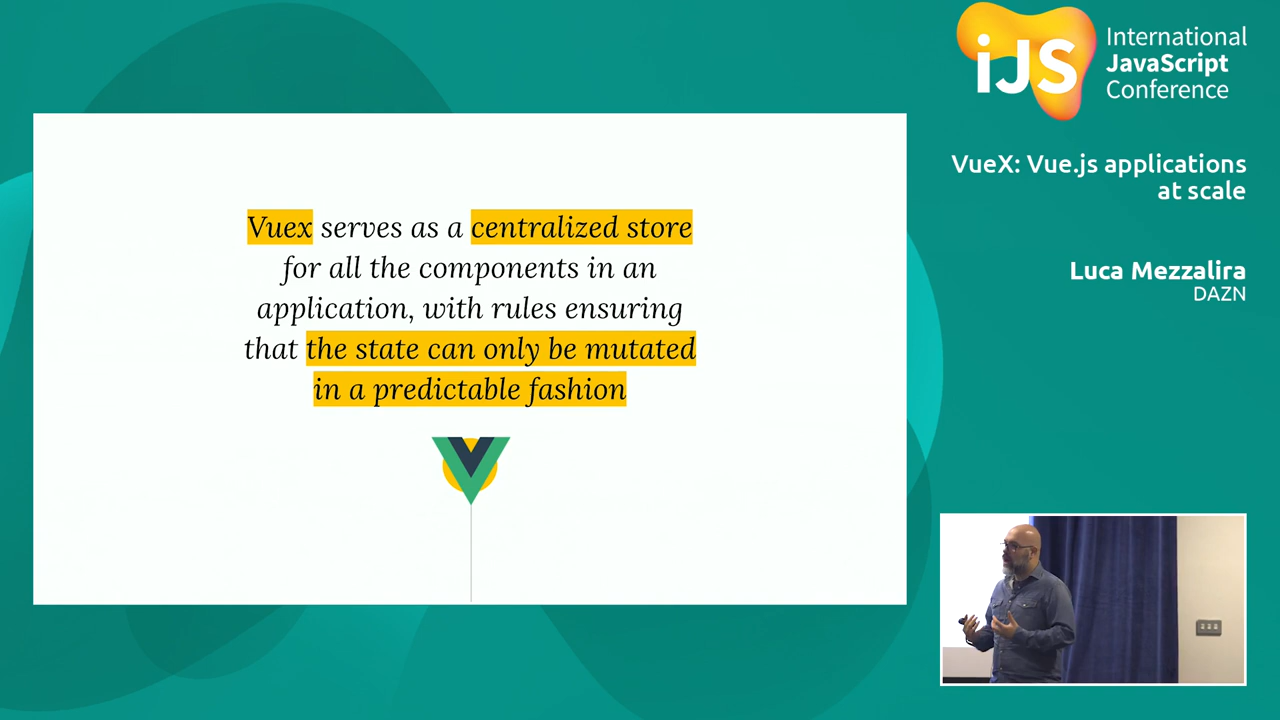 Vuex serves as a centralized store
for all the components in an
application, with rules ensuring
that the state can only be mutated
in a predictable fashion
iJS
International
JavaScript
Conference
VueX: Vue.js applications
at scale
Luca Mezzalira
DAZN